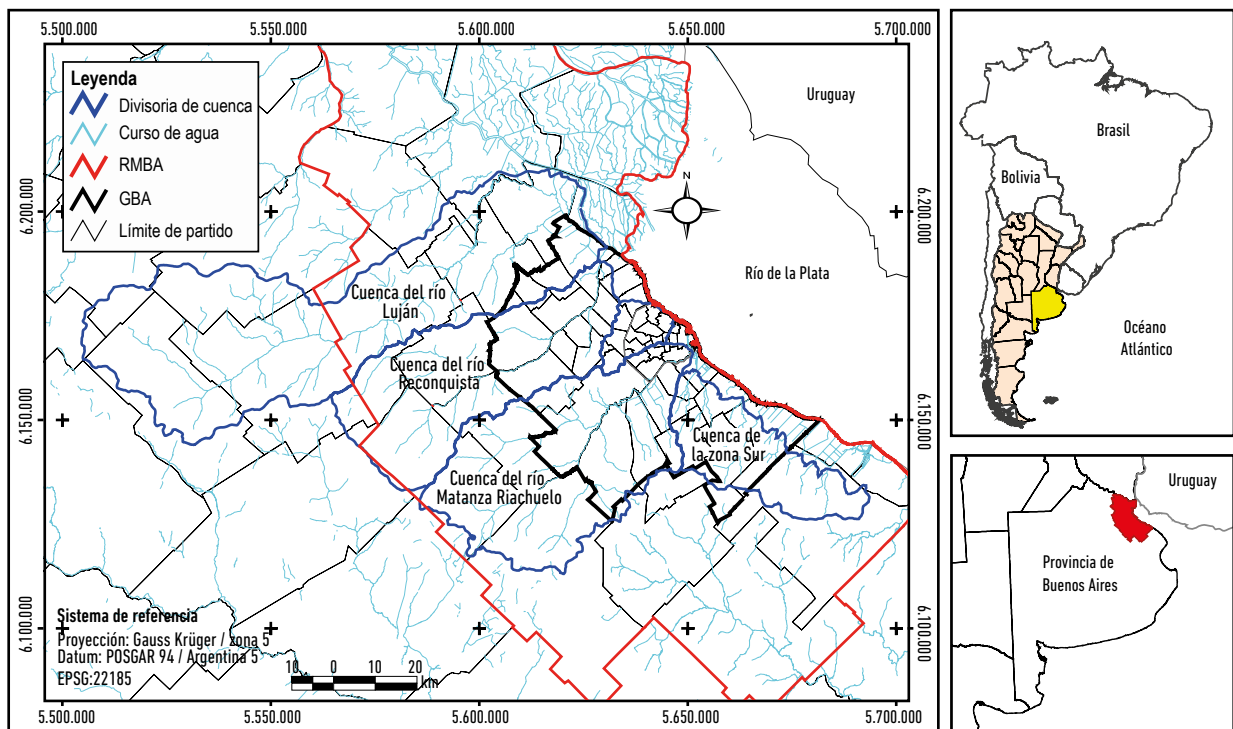 5.500.000
5.550.000
5.600.000
5.650.000
5.700.000
Leyenda
Divisoria de cuenca
Curso de agua
RMBA
GBA
Límite de partido
Uruguay
N
Río de la Plata
6.200.000
6.200.000
Cuenca del río
Luján
Cuenca del río
Reconquista
6.150.000
6.150.000
Cuenca de
la zona Sur
Cuenca del río
Matanza Riachuelo
6.100.000
6.100.000
Sistema de referencia
Proyección: Gauss Krüger / zona 5
Datum: POSGAR 94 / Argentina 5
EPSG:22185
10 0 10 20
km
5.500.000
5.550.000
5.600.000
5.650.000
5.700.000
Brasil
Bolivia
Océano
Atlántico
Uruguay
Provincia de
Buenos Aires